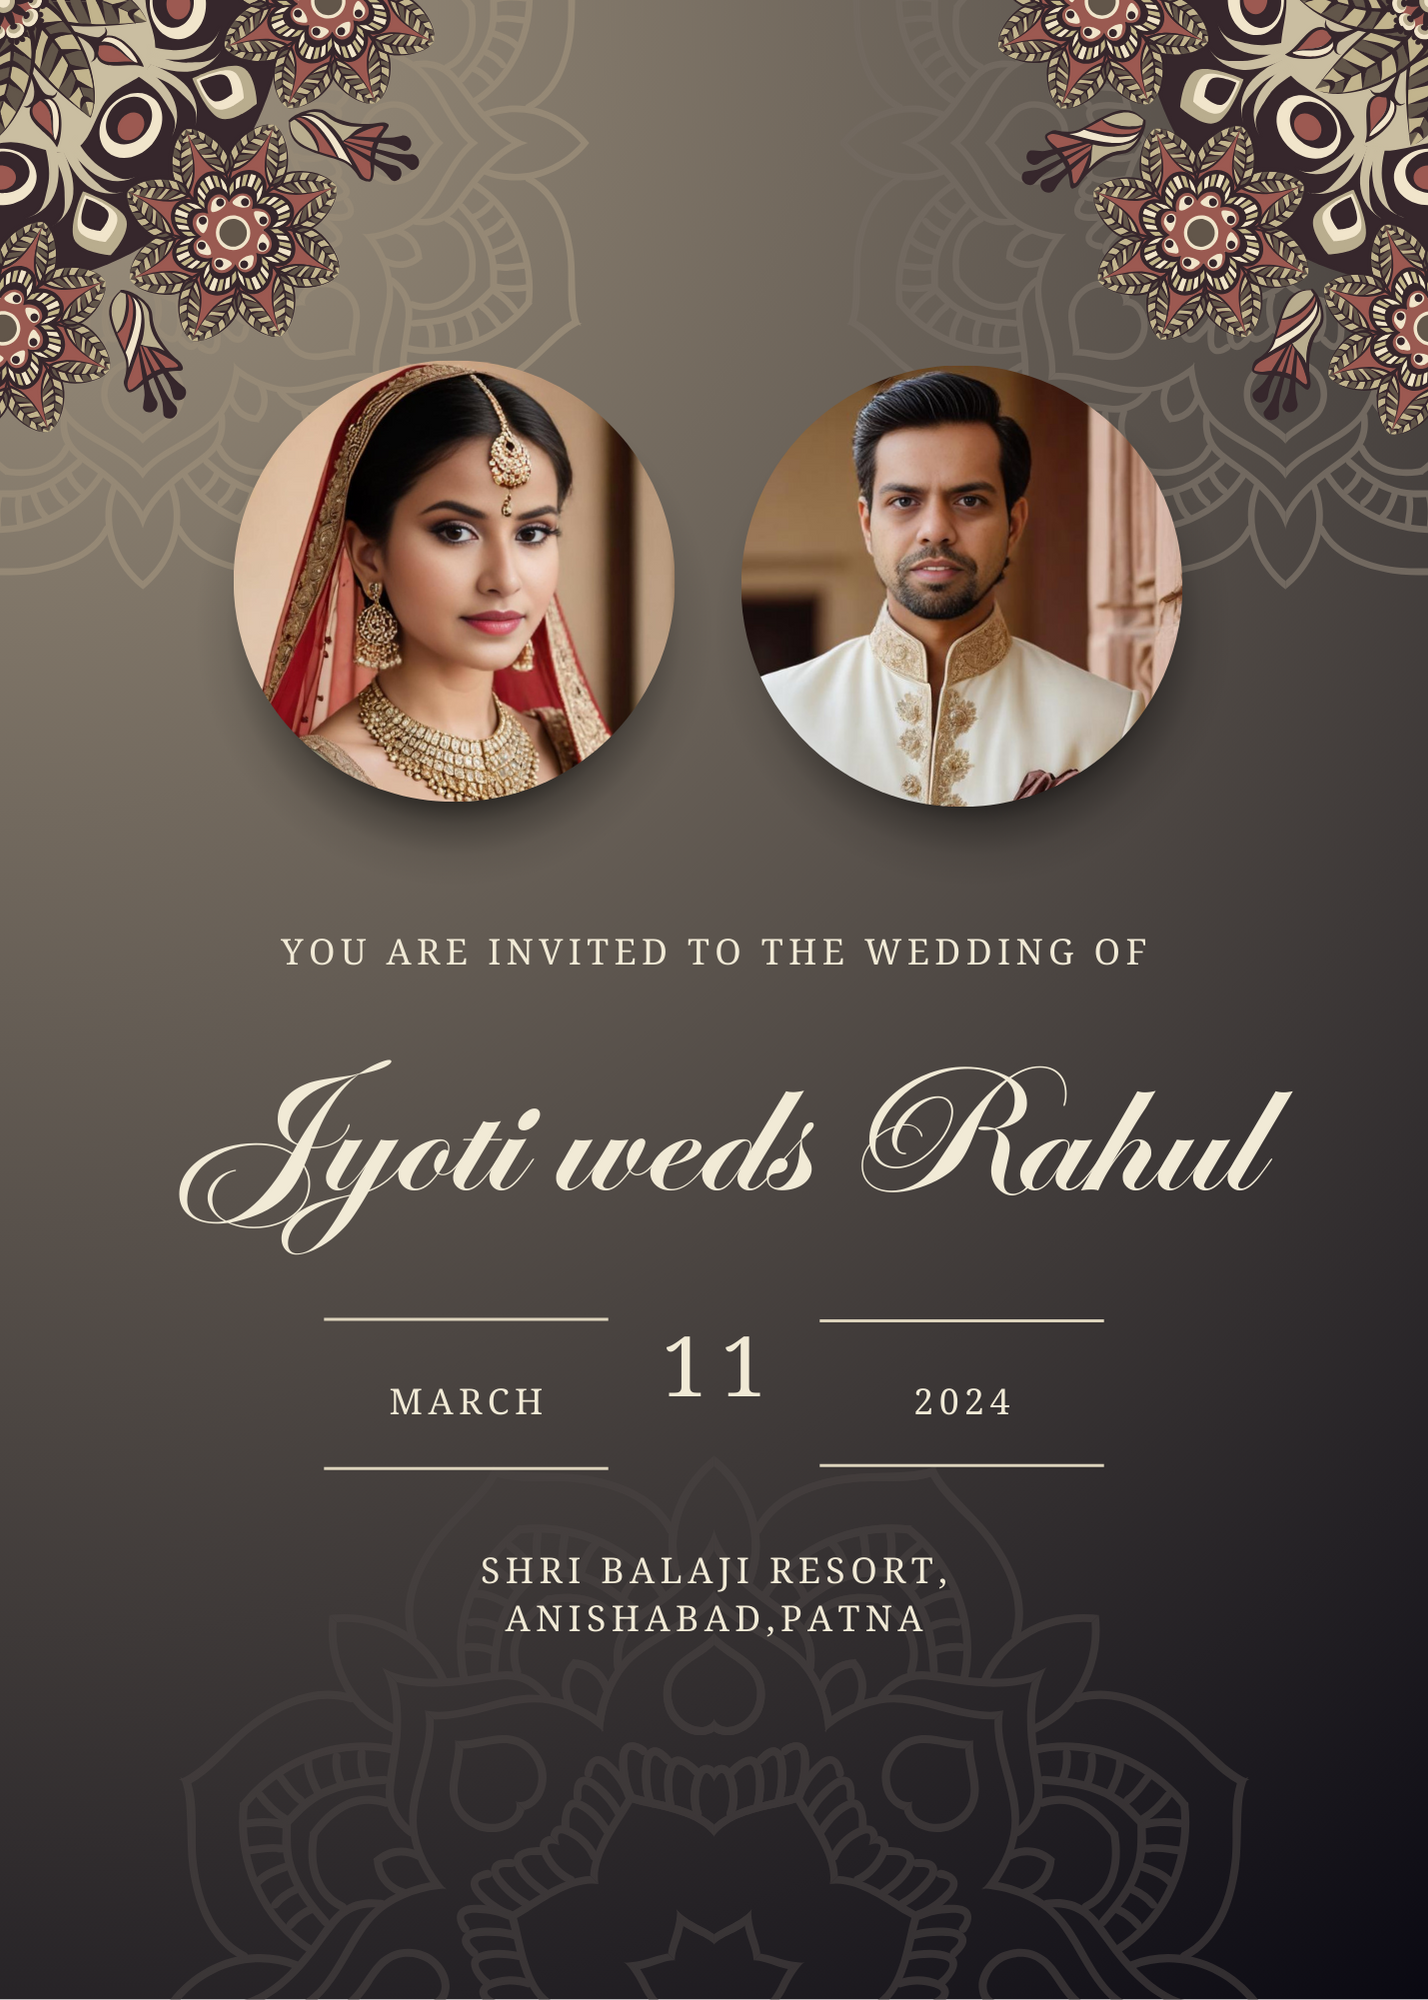 YOU ARE INVITED TO THE WEDDING OF
Jyoti weds Rahul
MARCH 11 2024
SHRI BALAJI RESORT,
ANISHABAD,PATNA